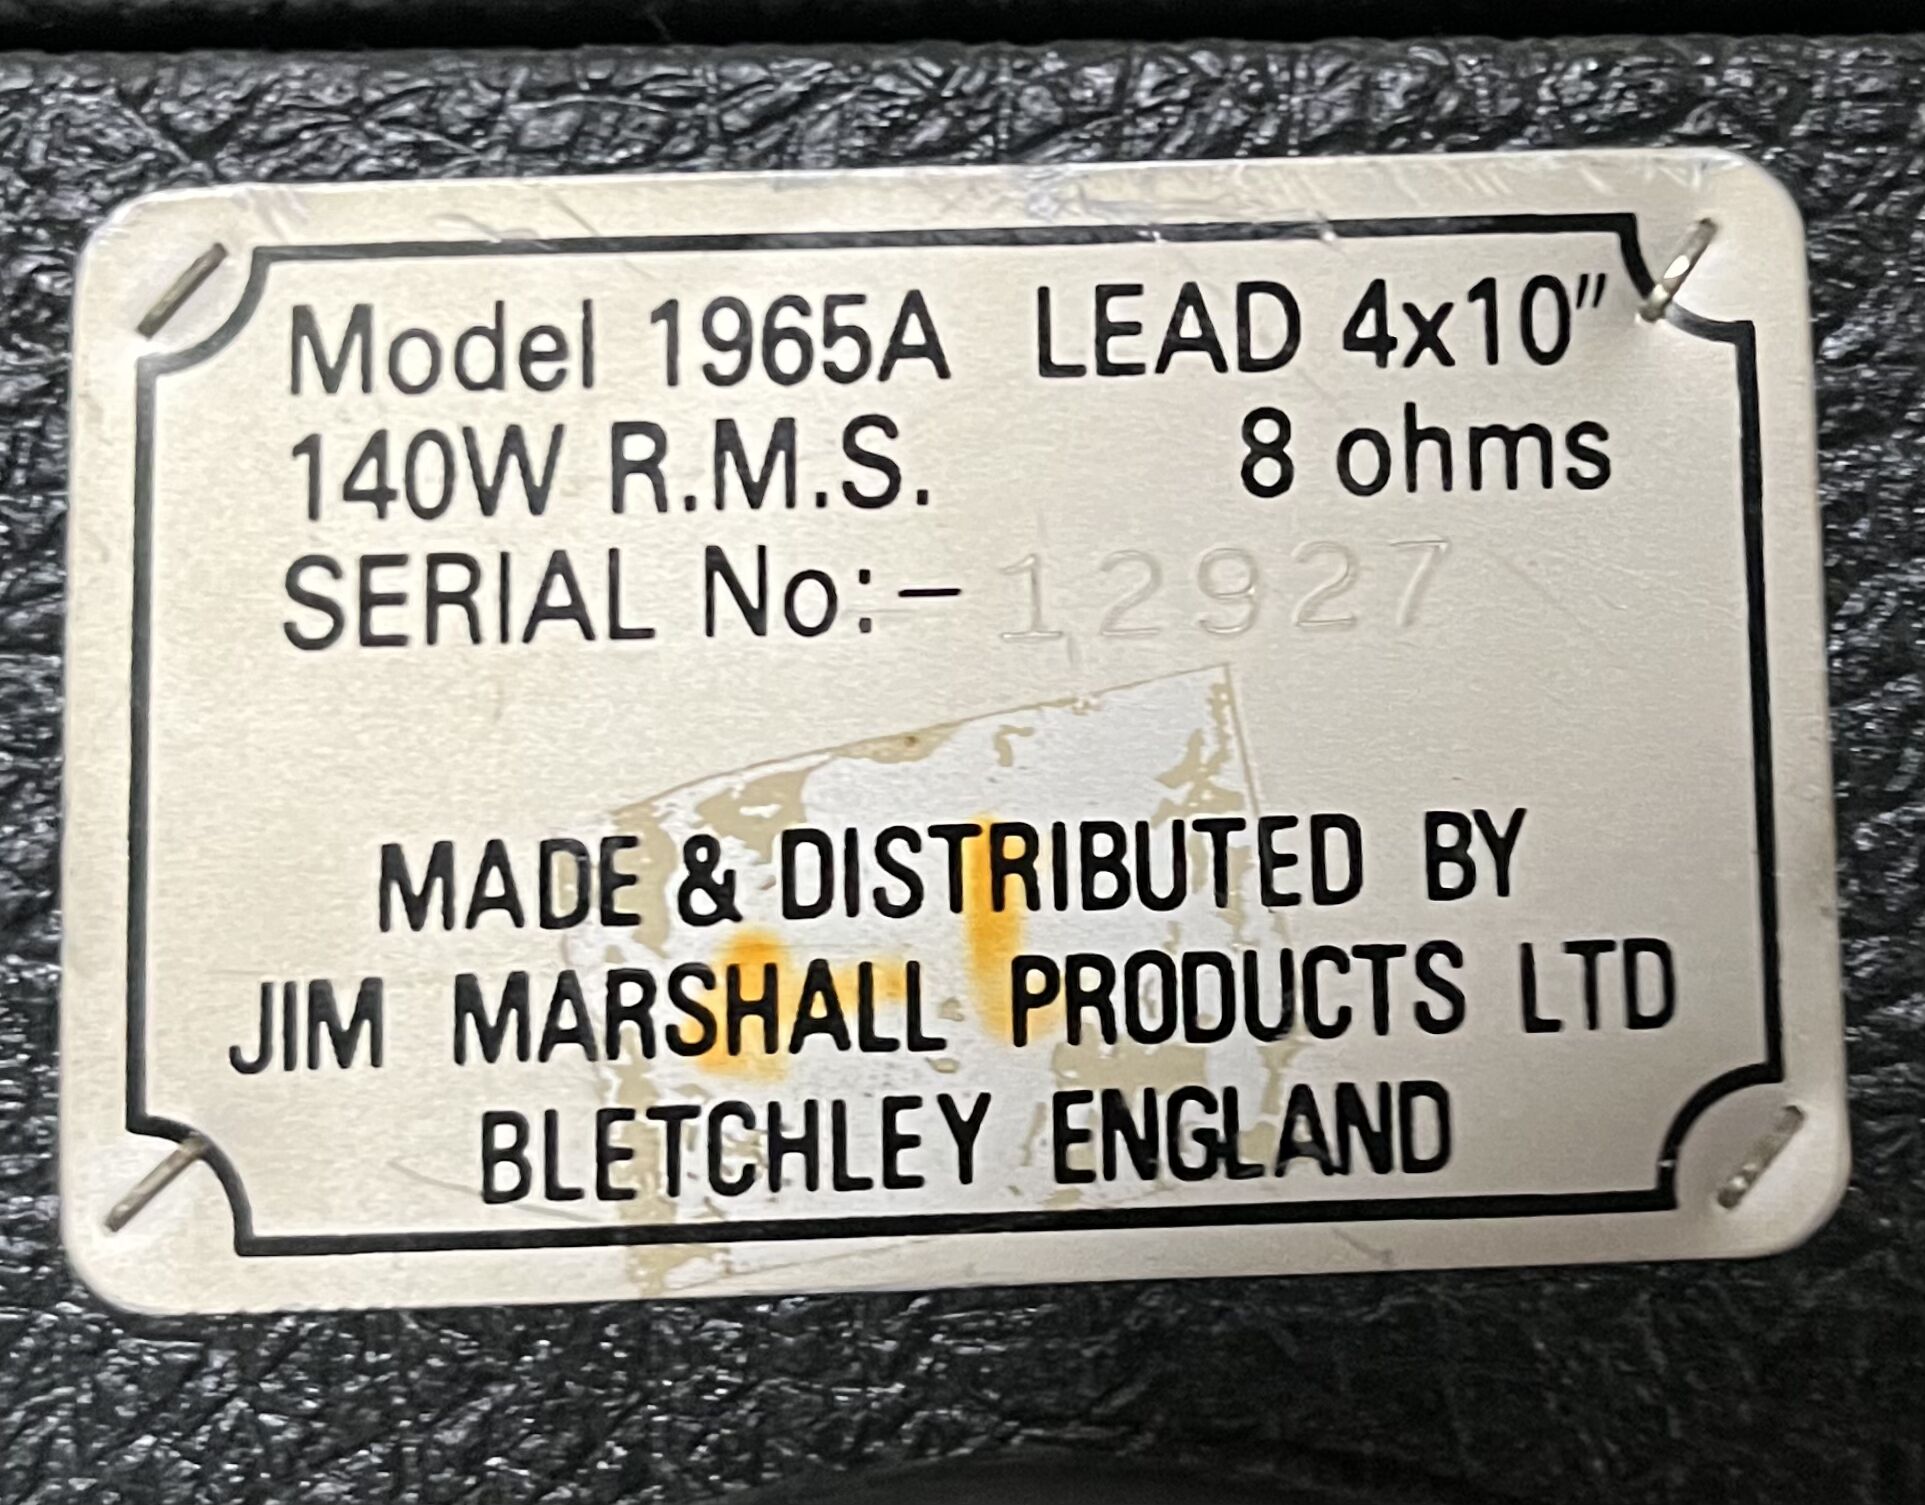 Model 1965A LEAD 4x10"
140W R.M.S. 8 ohms
SERIAL No:- 12927
MADE & DISTRIBUTED BY
JIM MARSHALL PRODUCTS LTD
BLETCHLEY ENGLAND